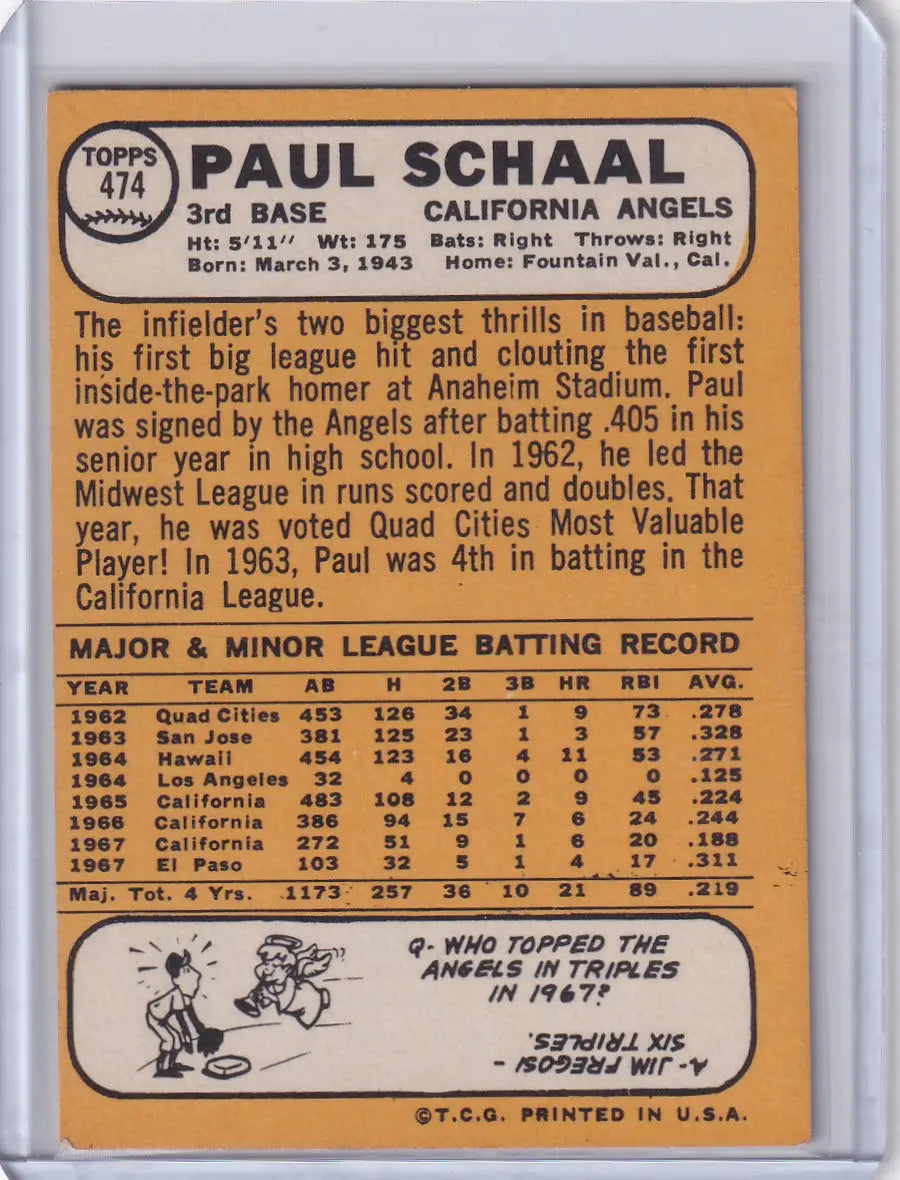 TOPPS
474
PAUL SCHAAL
3rd BASE CALIFORNIA ANGELS
Ht: 5'11" Wt: 175 Bats: Right Throws: Right
Born: March 3, 1943 Home: Fountain Val., Cal.
The infielder's two biggest thrills in baseball:
his first big league hit and clouting the first
inside-the-park homer at Anaheim Stadium. Paul
was signed by the Angels after batting .405 in his
senior year in high school. In 1962, he led the
Midwest League in runs scored and doubles. That
year, he was voted Quad Cities Most Valuable
Player! In 1963, Paul was 4th in batting in the
California League.
MAJOR & MINOR LEAGUE BATTING RECORD
YEAR TEAM AB H 2B 3B HR RBI AVG.
1962 Quad Cities 453 126 34 1 9 73 .278
1963 San Jose 381 125 23 1 3 57 .328
1964 Hawaii 454 123 16 4 11 53 .271
1964 Los Angeles 32 4 0 0 0 0 .125
1965 California 483 108 12 2 9 45 .224
1966 California 386 94 15 7 6 24 .244
1967 California 272 51 9 1 6 20 .188
1967 El Paso 103 32 5 1 4 17 .311
Maj. Tot. 4 Yrs. 1173 257 36 10 21 89 .219
Q- WHO TOPPED THE
ANGELS IN TRIPLES
IN 1967?
A- JIM FREGOSI -
SIX TRIPLES.
©T.C.G. PRINTED IN U.S.A.